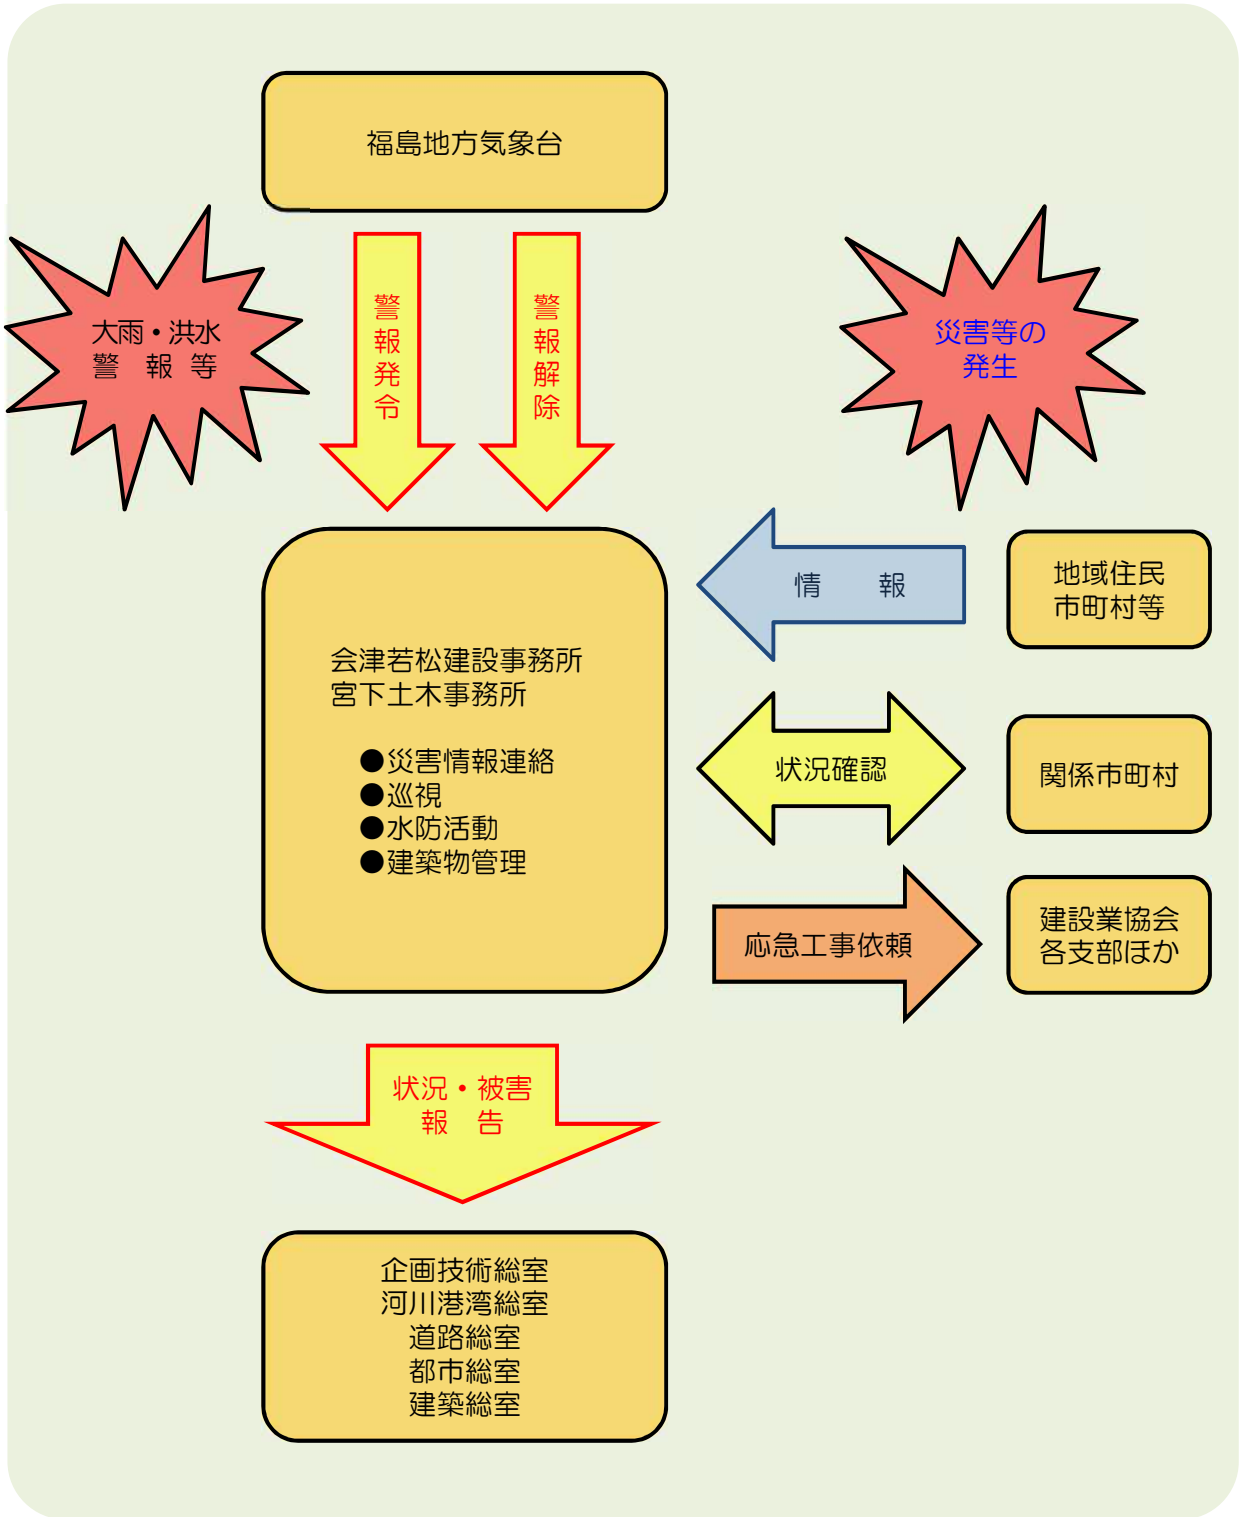 福島地方気象台
大雨・洪水
警　報　等
警報発令
警報解除
災害等の
発生
会津若松建設事務所
宮下土木事務所
●災害情報連絡
●巡視
●水防活動
●建築物管理
情　　報
地域住民
市町村等
状況確認
関係市町村
応急工事依頼
建設業協会
各支部ほか
状況・被害
報　告
企画技術総室
河川港湾総室
道路総室
都市総室
建築総室